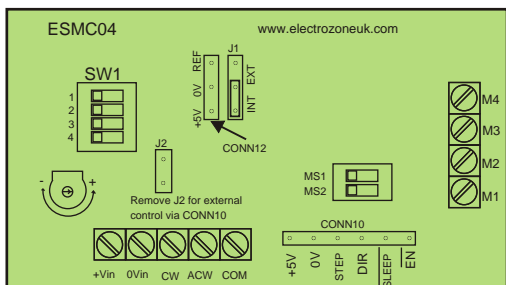 ESMC04
www.electrozoneuk.com
J1
REF
0V
+5V
EXT
INT
SW1
1
2
3
4
CONN12
J2
- +
Remove J2 for external
control via CONN10
MS1
MS2
M4
M3
M2
M1
CONN10
+5V
0V
STEP
DIR
SLEEP
EN
+Vin 0Vin CW ACW COM